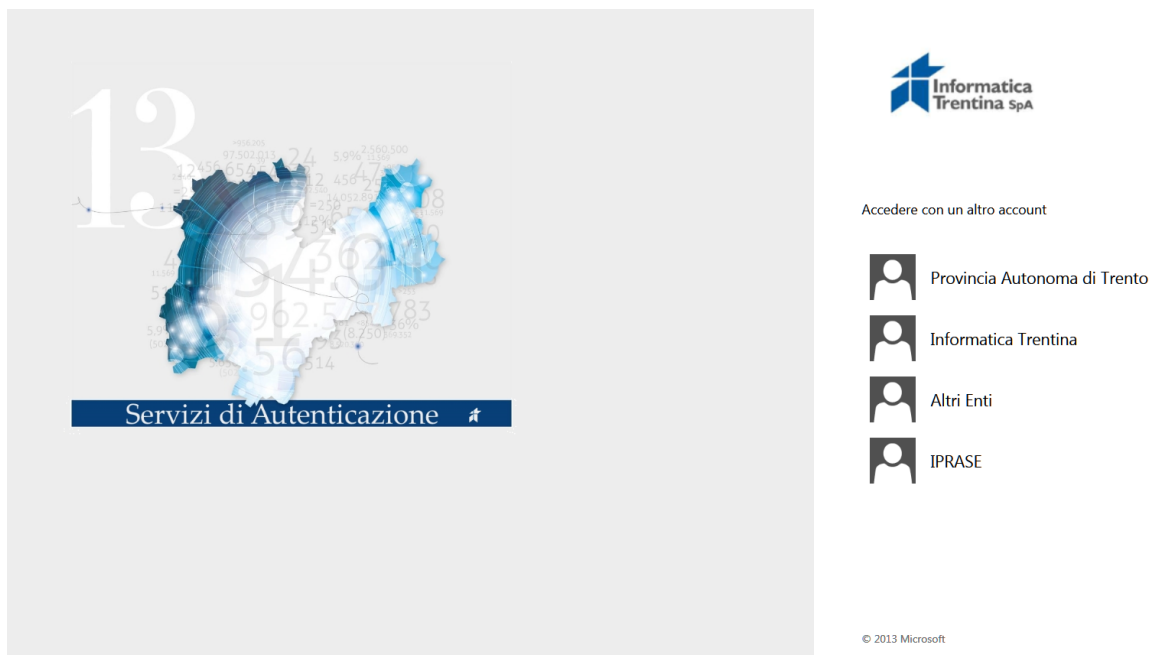 13
Servizi di Autenticazione
Informatica
Trentina SpA
Accedere con un altro account
Provincia Autonoma di Trento
Informatica Trentina
Altri Enti
IPRASE
© 2013 Microsoft